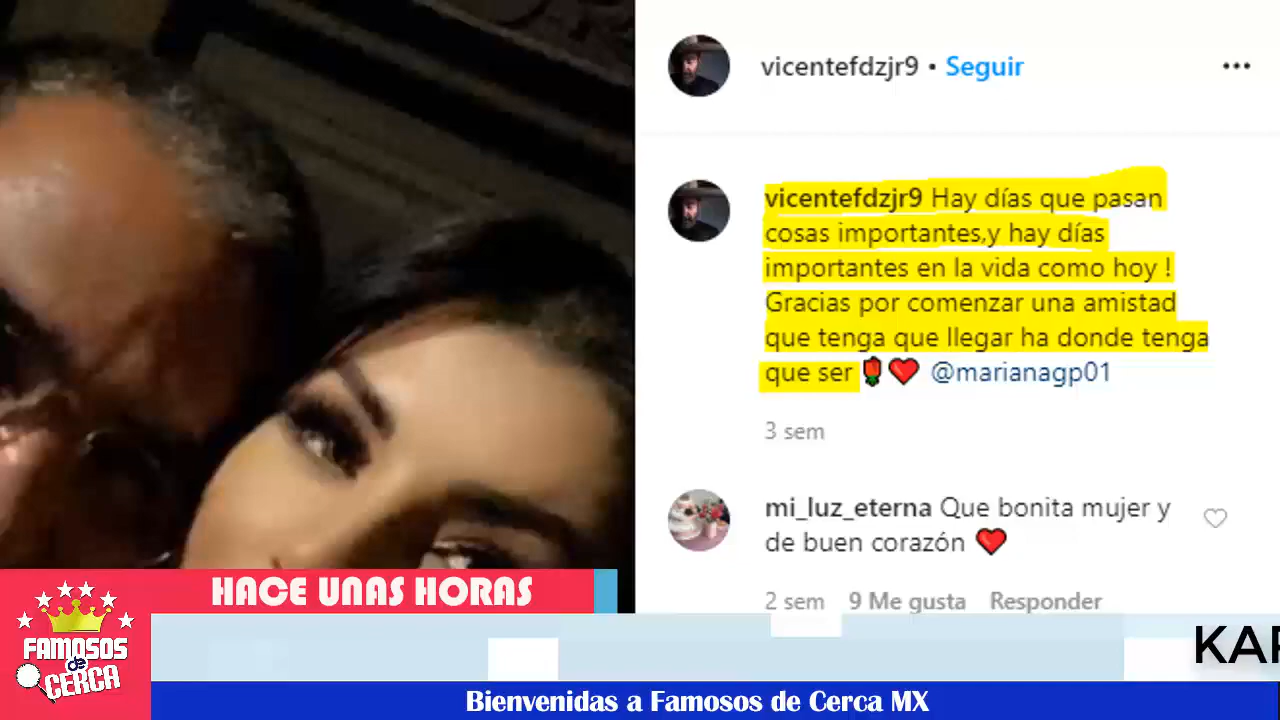 vicentefdzjr9 • Seguir
vicentefdzjr9 Hay días que pasan
cosas importantes,y hay días
importantes en la vida como hoy !
Gracias por comenzar una amistad
que tenga que llegar ha donde tenga
que ser🌹❤️ @marianagp01
3 sem
mi_luz_eterna Que bonita mujer y
de buen corazón ❤️
2 sem 9 Me gusta Responder
HACE UNAS HORAS
FAMOSOS
de
CERCA
KAR
Bienvenidas a Famosos de Cerca MX